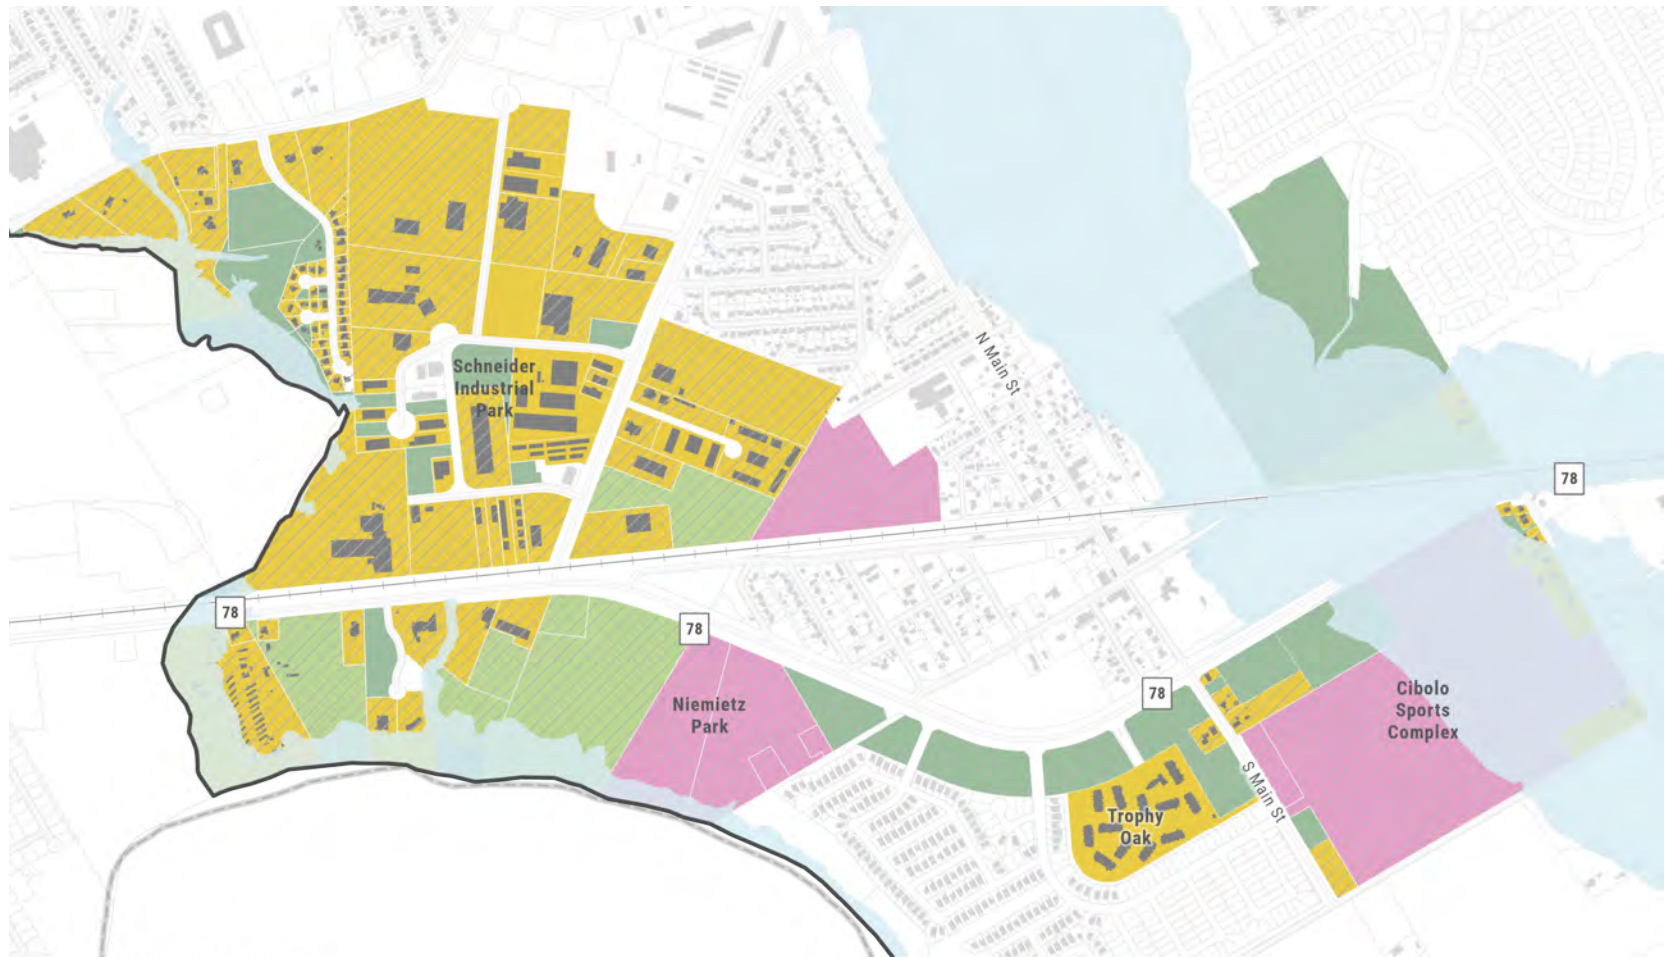 N Main St
Schneider
Industrial
Park
78
78
78
78
Niemietz
Park
Cibolo
Sports
Complex
S Main St
Trophy
Oak